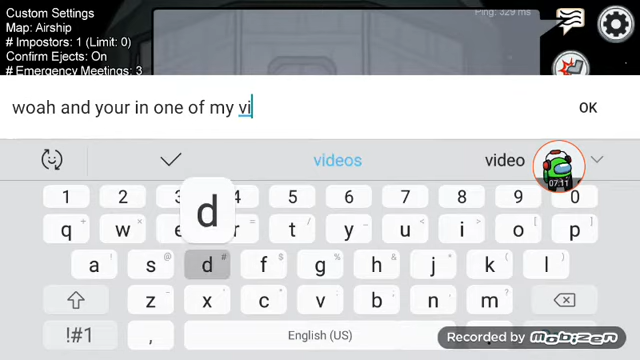 Custom Settings
Ping: 329 ms
Map: Airship
# Impostors: 1 (Limit: 0)
Confirm Ejects: On
# Emergency Meetings: 3
woah and your in one of my vi
OK
videos video
07:11
1 2 3 4 5 6 7 8 9 0
d
q w e r t y u i o p
a s d f g h j k l
z x c v b n m
!#1 , English (US)
Recorded by Mobizen